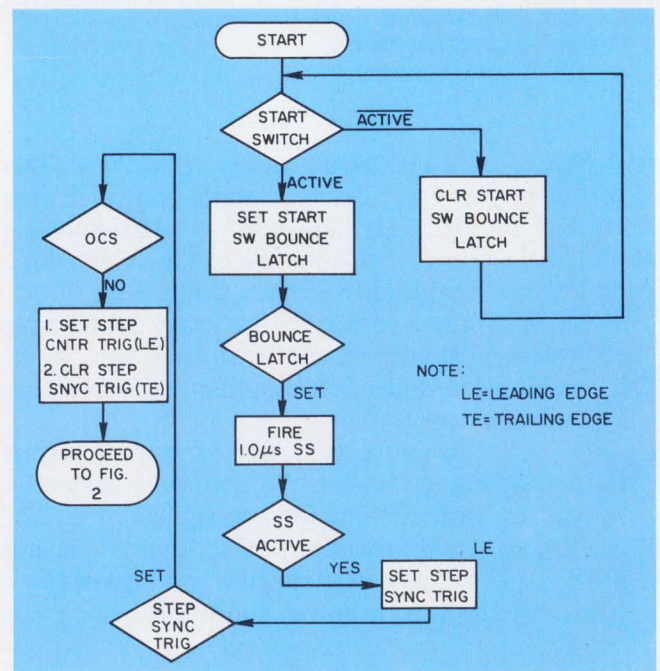 START
START
SWITCH
ACTIVE
ACTIVE
CLR START
SW BOUNCE
LATCH
SET START
SW BOUNCE
LATCH
BOUNCE
LATCH
SET
FIRE
1.0μs SS
SS
ACTIVE
YES
LE
SET STEP
SYNC TRIG
STEP
SYNC
TRIG
SET
OCS
NO
1. SET STEP
CNTR TRIG(LE)
2. CLR STEP
SNYC TRIG(TE)
PROCEED
TO FIG.
2
NOTE:
LE=LEADING EDGE
TE=TRAILING EDGE